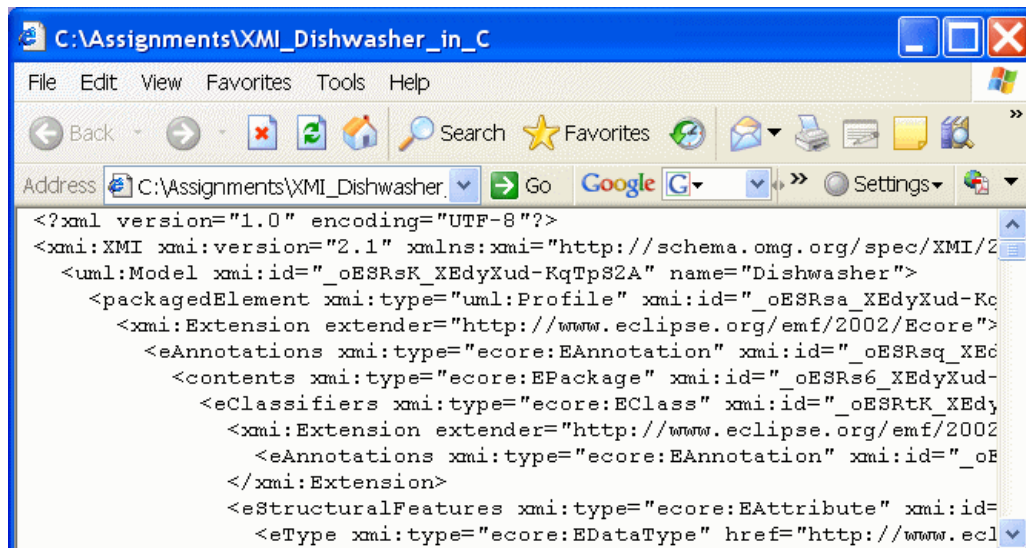 C:\Assignments\XMI_Dishwasher_in_C
File Edit View Favorites Tools Help
Back Search Favorites »
Address C:\Assignments\XMI_Dishwasher_ Go Google G » Settings
<?xml version="1.0" encoding="UTF-8"?>
<xmi:XMI xmi:version="2.1" xmlns:xmi="http://schema.omg.org/spec/XMI/2
<uml:Model xmi:id="_oESRsK_XEdyXud-KqTpS2A" name="Dishwasher">
<packagedElement xmi:type="uml:Profile" xmi:id="_oESRsa_XEdyXud-Kq
<xmi:Extension extender="http://www.eclipse.org/emf/2002/Ecore">
<eAnnotations xmi:type="ecore:EAnnotation" xmi:id="_oESRsq_XEd
<contents xmi:type="ecore:EPackage" xmi:id="_oESRs6_XEdyXud-
<eClassifiers xmi:type="ecore:EClass" xmi:id="_oESRtK_XEdy
<xmi:Extension extender="http://www.eclipse.org/emf/2002
<eAnnotations xmi:type="ecore:EAnnotation" xmi:id="_oE
</xmi:Extension>
<eStructuralFeatures xmi:type="ecore:EAttribute" xmi:id=
<eType xmi:type="ecore:EDataType" href="http://www.ecl